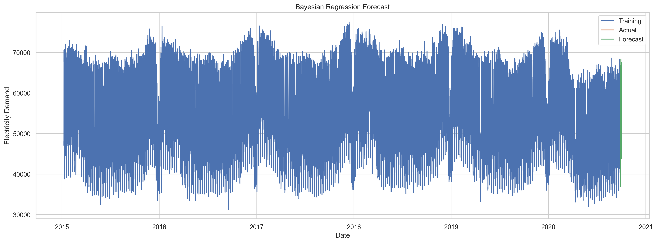 Bayesian Regression Forecast
Training
Actual
Forecast
70000
60000
50000
40000
30000
Electricity Demand
2015
2016
2017
2018
2019
2020
2021
Date